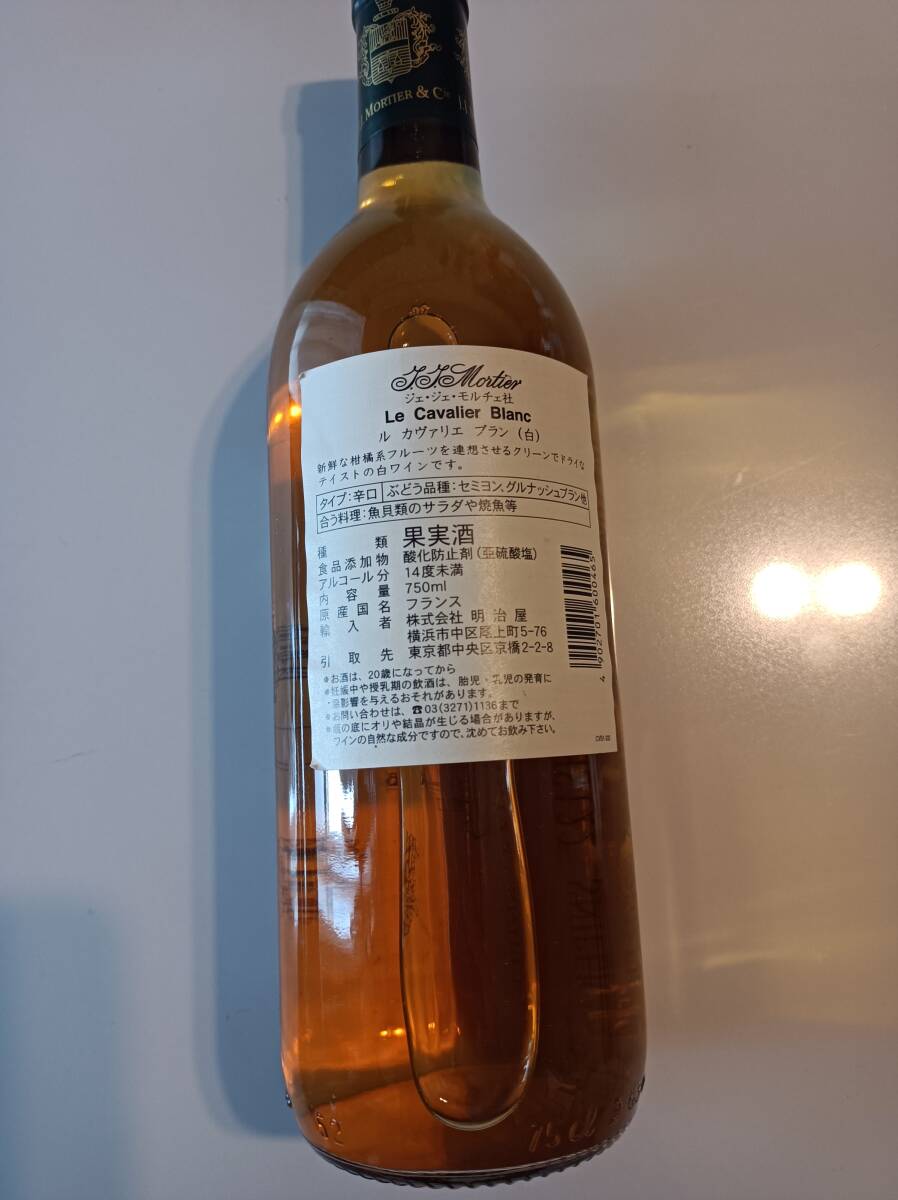 J. MORTIER & Cie
J.J. Mortier
ジェ・ジェ・モルチェ社
Le Cavalier Blanc
ル カヴァリエ ブラン (白)
新鮮な柑橘系フルーツを連想させるクリーンでドライな
テイストの白ワインです。
タイプ:辛口 ぶどう品種:セミヨン、グルナッシュブラン他
合う料理:魚貝類のサラダや焼魚等
種類 果実酒
食品添加物 酸化防止剤(亜硫酸塩)
アルコール分 14度未満
内容量 750ml
原産国名 フランス
輸入者 株式会社 明治屋
横浜市中区尾上町5-76
引取先 東京都中央区京橋2-2-8
●お酒は、20歳になってから
●妊娠中や授乳期の飲酒は、胎児・乳児の発育に
悪影響を与えるおそれがあります。
●お問い合わせは、☎03(3271)1136まで
●瓶の底にオリや結晶が生じる場合がありますが、
ワインの自然な成分ですので、沈めてお飲み下さい。
4 902701 600465
52
75cl